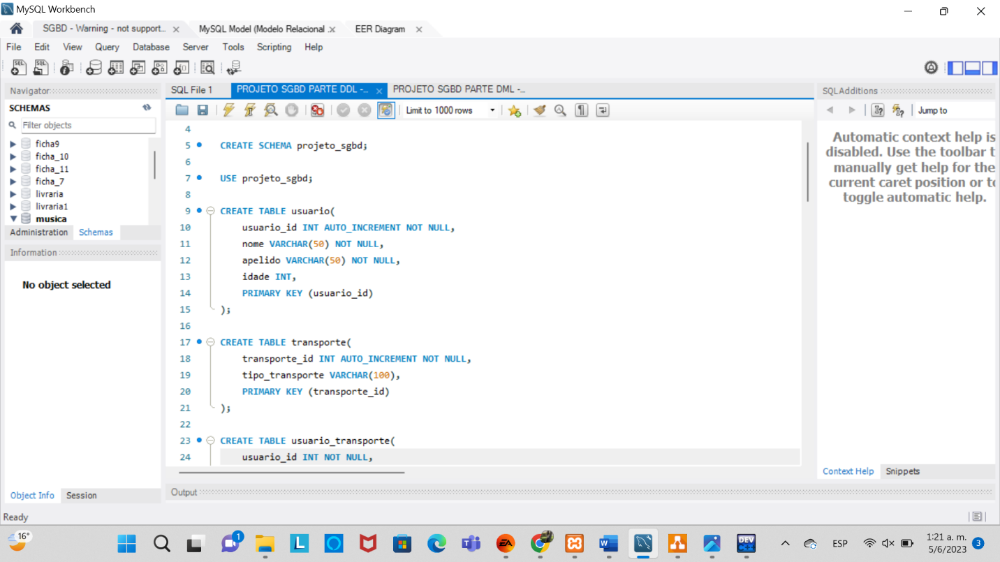 MySQL Workbench
SGBD - Warning - not support...
MySQL Model (Modelo Relacional .
EER Diagram
File Edit View Query Database Server Tools Scripting Help
Navigator
SCHEMAS
Filter objects
ficha9
ficha_10
ficha_11
ficha_7
livraria
livraria1
musica
Administration Schemas
Information
No object selected
Object Info Session
SQL File 1
PROJETO SGBD PARTE DDL -...
PROJETO SGBD PARTE DML -...
Limit to 1000 rows
4
5 CREATE SCHEMA projeto_sgbd;
6
7 USE projeto_sgbd;
8
9 CREATE TABLE usuario(
10 usuario_id INT AUTO_INCREMENT NOT NULL,
11 nome VARCHAR(50) NOT NULL,
12 apelido VARCHAR(50) NOT NULL,
13 idade INT,
14 PRIMARY KEY (usuario_id)
15 );
16
17 CREATE TABLE transporte(
18 transporte_id INT AUTO_INCREMENT NOT NULL,
19 tipo_transporte VARCHAR(100),
20 PRIMARY KEY (transporte_id)
21 );
22
23 CREATE TABLE usuario_transporte(
24 usuario_id INT NOT NULL,
Output
SQLAdditions
Jump to
Automatic context help is
disabled. Use the toolbar t
manually get help for the
current caret position or to
toggle automatic help.
Context Help Snippets
Ready
16°
1
L
EA
DEV
ESP
1:21 a. m.
5/6/2023
3